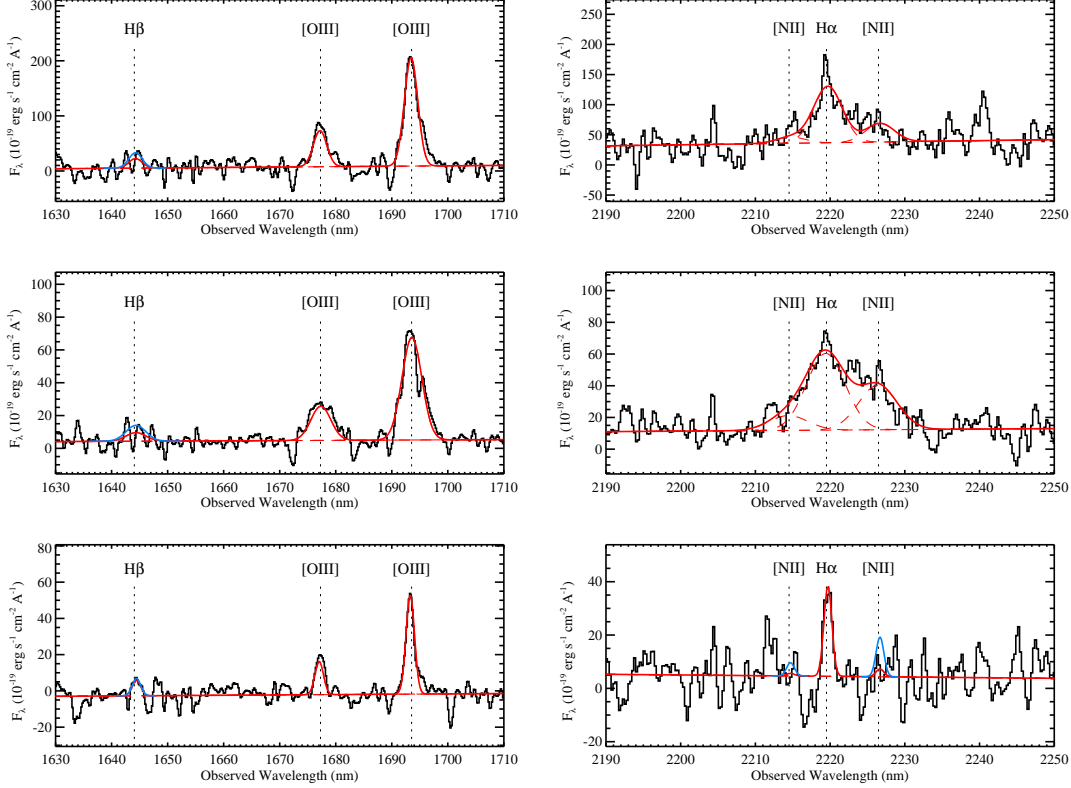 Hβ [OIII] [OIII]
300
200
100
0
F_λ (10⁻¹⁹ erg s⁻¹ cm⁻² A⁻¹)
1630 1640 1650 1660 1670 1680 1690 1700 1710
Observed Wavelength (nm)
[NII] Hα [NII]
250
200
150
100
50
0
-50
F_λ (10⁻¹⁹ erg s⁻¹ cm⁻² A⁻¹)
2190 2200 2210 2220 2230 2240 2250
Observed Wavelength (nm)
Hβ [OIII] [OIII]
100
80
60
40
20
0
F_λ (10⁻¹⁹ erg s⁻¹ cm⁻² A⁻¹)
1630 1640 1650 1660 1670 1680 1690 1700 1710
Observed Wavelength (nm)
[NII] Hα [NII]
100
80
60
40
20
0
F_λ (10⁻¹⁹ erg s⁻¹ cm⁻² A⁻¹)
2190 2200 2210 2220 2230 2240 2250
Observed Wavelength (nm)
Hβ [OIII] [OIII]
80
60
40
20
0
-20
F_λ (10⁻¹⁹ erg s⁻¹ cm⁻² A⁻¹)
1630 1640 1650 1660 1670 1680 1690 1700 1710
Observed Wavelength (nm)
[NII] Hα [NII]
40
20
0
-20
F_λ (10⁻¹⁹ erg s⁻¹ cm⁻² A⁻¹)
2190 2200 2210 2220 2230 2240 2250
Observed Wavelength (nm)